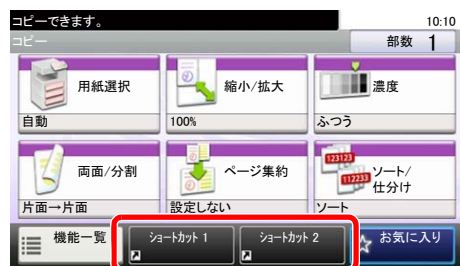 コピーできます。
10:10
コピー
部数 1
用紙選択
自動
縮小/拡大
100%
濃度
ふつう
両面/分割
片面→片面
ページ集約
設定しない
123123
112233
ソート/
仕分け
ソート
機能一覧
ショートカット 1
ショートカット 2
お気に入り